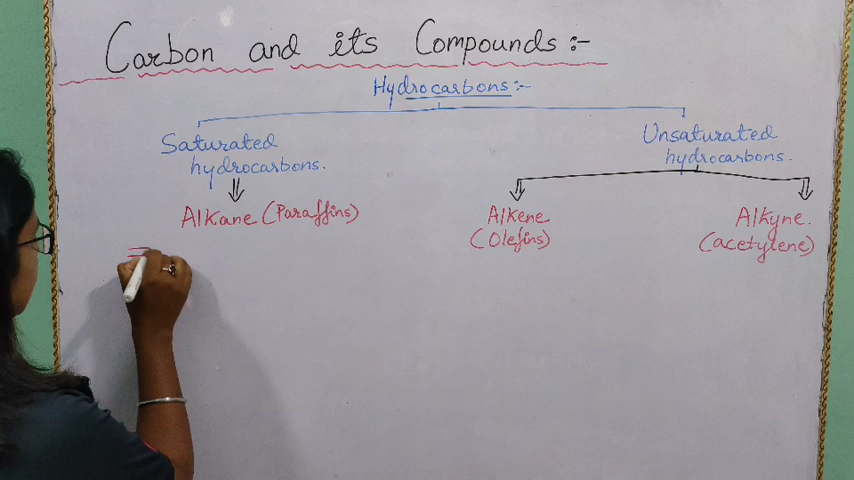 Carbon and its Compounds:-
Hydrocarbons:-
Saturated
hydrocarbons.
Unsaturated
hydrocarbons.
Alkane (Paraffins)
Alkene
(Olefins)
Alkyne.
(acetylene)